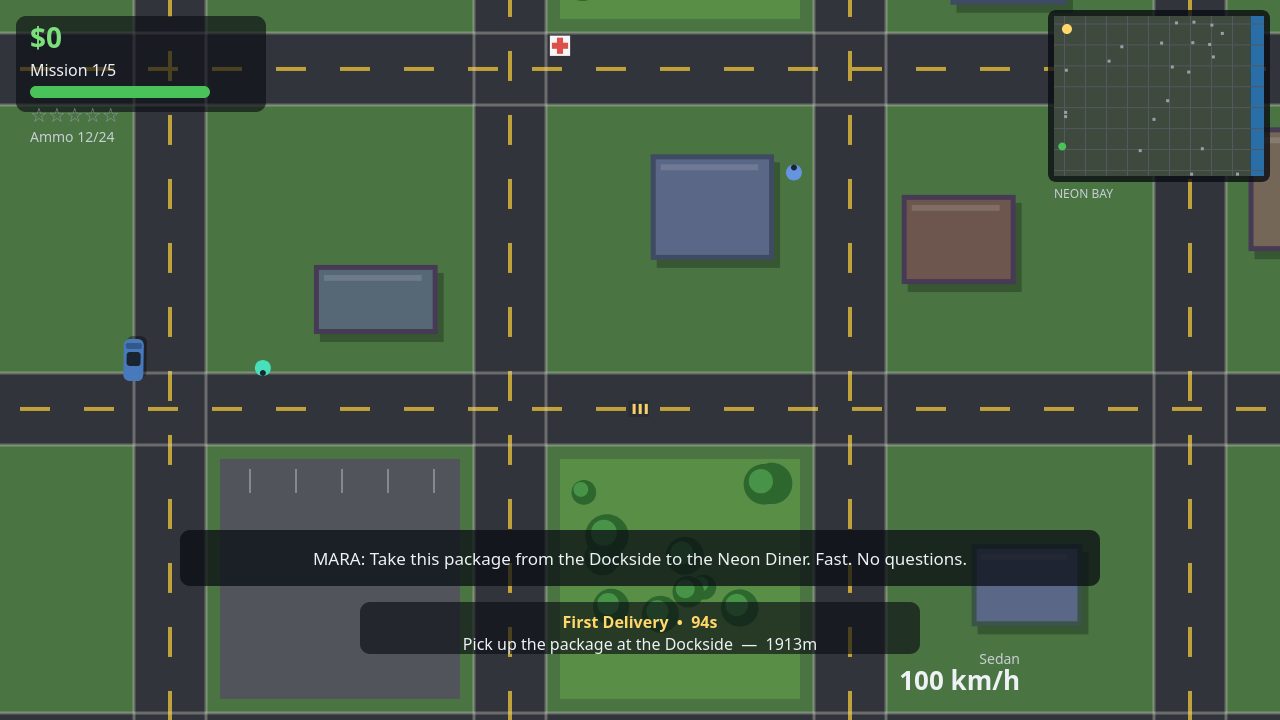 $0
Mission 1/5
☆☆☆☆☆
Ammo 12/24
NEON BAY
MARA: Take this package from the Dockside to the Neon Diner. Fast. No questions.
First Delivery • 94s
Pick up the package at the Dockside — 1913m
Sedan
100 km/h